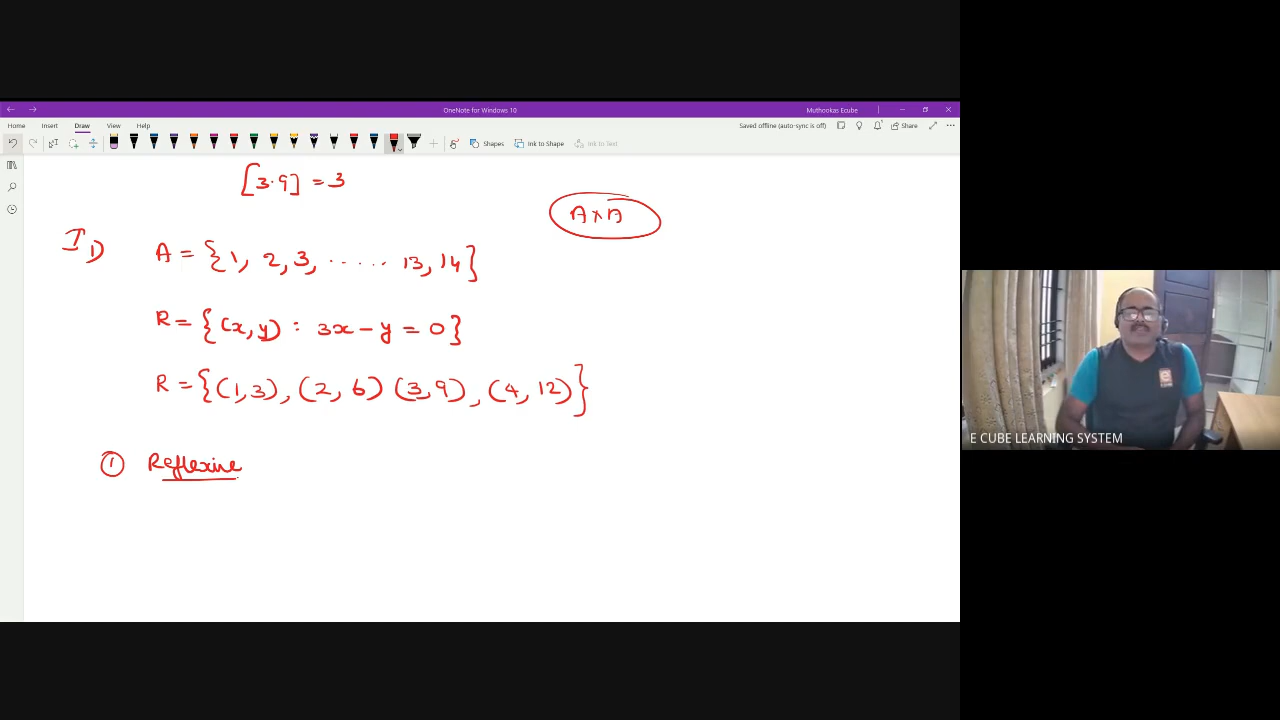 OneNote for Windows 10
Muthookas Ecube
Home Insert Draw View Help
Saved offline (auto-sync is off)
Share
Shapes
Ink to Shape
Ink to Text
[3.9] = 3
A×A
I)
A = {1, 2, 3, ...... 13, 14}
R = {(x,y) : 3x - y = 0}
R = {(1,3), (2, 6) (3,9), (4, 12)}
① Reflexive
E CUBE LEARNING SYSTEM